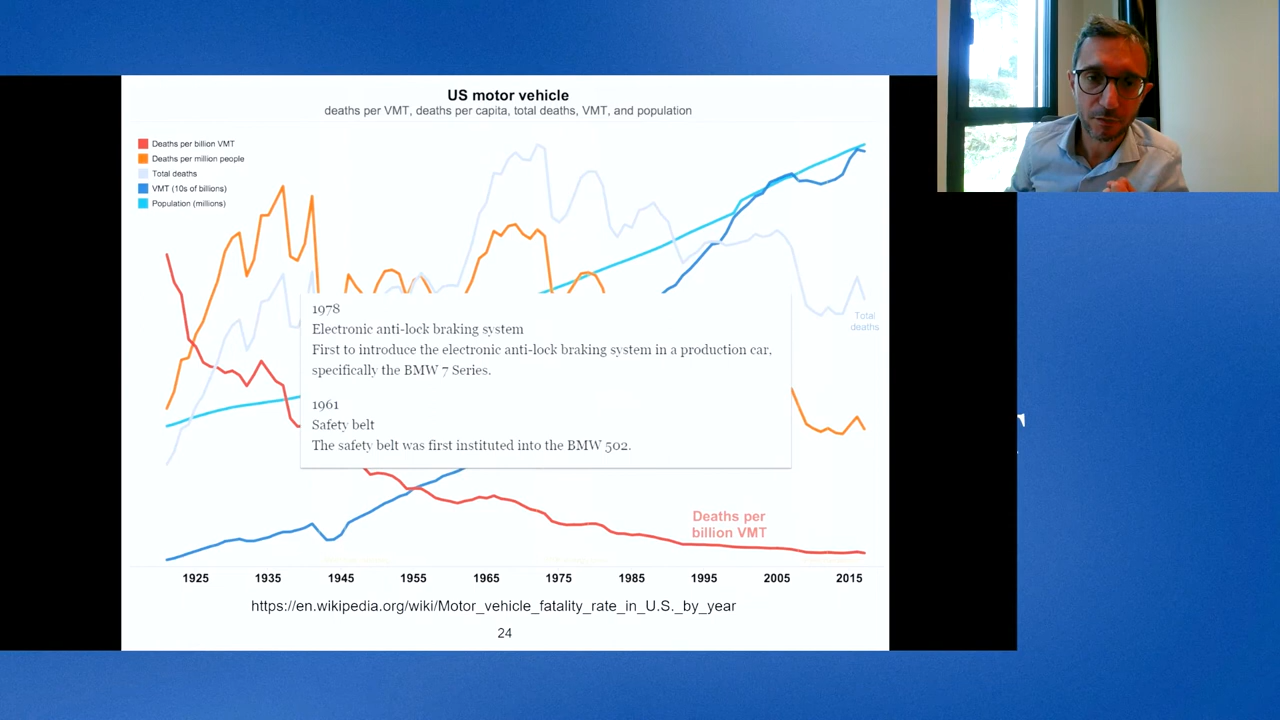 US motor vehicle
deaths per VMT, deaths per capita, total deaths, VMT, and population
Deaths per billion VMT
Deaths per million people
Total deaths
VMT (10s of billions)
Population (millions)
Total
deaths
1978
Electronic anti-lock braking system
First to introduce the electronic anti-lock braking system in a production car,
specifically the BMW 7 Series.
1961
Safety belt
The safety belt was first instituted into the BMW 502.
Deaths per
billion VMT
1925 1935 1945 1955 1965 1975 1985 1995 2005 2015
https://en.wikipedia.org/wiki/Motor_vehicle_fatality_rate_in_U.S._by_year
24